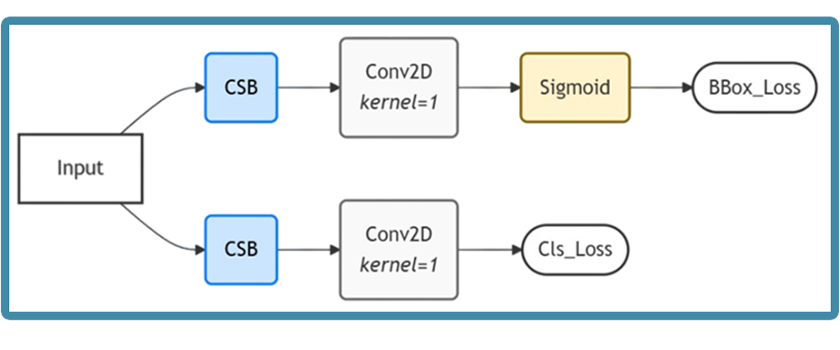 CSB
Conv2D
kernel=1
Sigmoid
BBox_Loss
Input
CSB
Conv2D
kernel=1
Cls_Loss